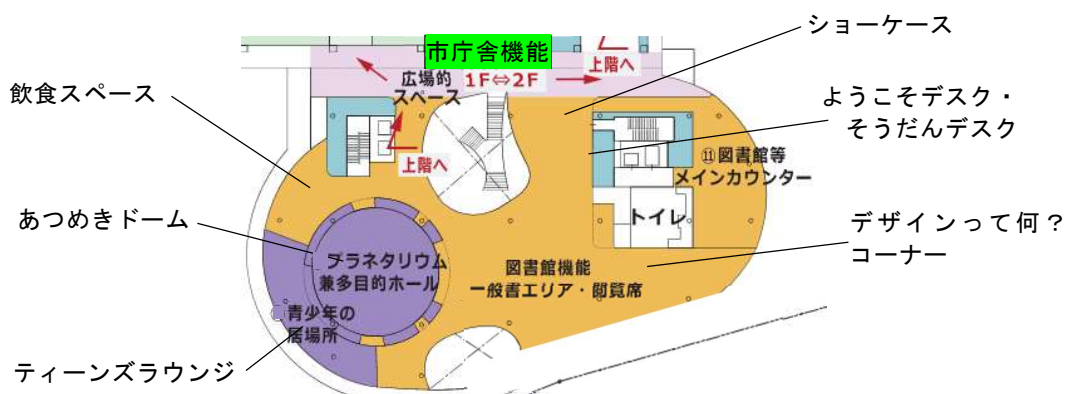 ショーケース
市庁舎機能
上階へ
広場的 1F⇔2F
スペース
飲食スペース
ようこそデスク・
そうだんデスク
上階へ
⑪図書館等
メインカウンター
あつめきドーム
トイレ
デザインって何？
コーナー
プラネタリウム
兼多目的ホール
図書館機能
一般書エリア・閲覧席
青少年の
居場所
ティーンズラウンジ